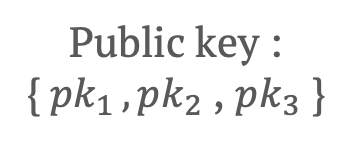 Public key :
{ pk₁ , pk₂ , pk₃ }